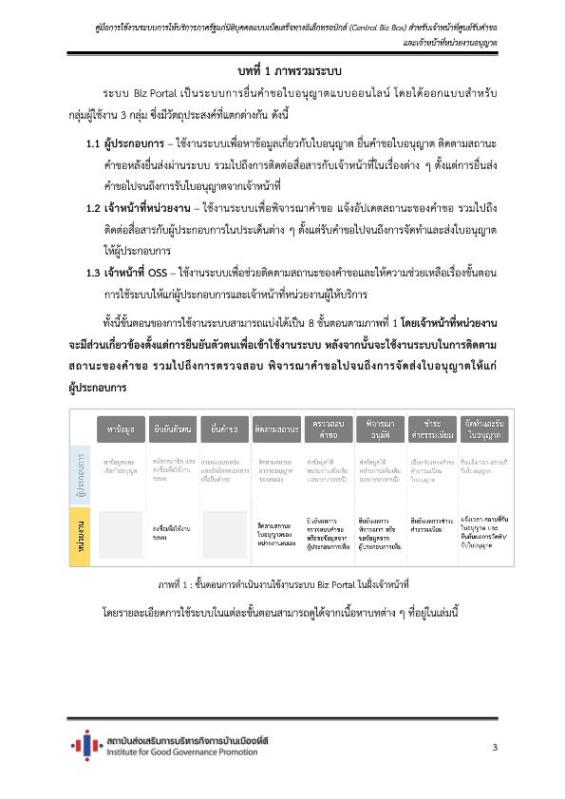 คู่มือการใช้งานระบบการให้บริการภาครัฐแก่นิติบุคคลแบบเบ็ดเสร็จทางอิเล็กทรอนิกส์ (Central Biz Box) สำหรับเจ้าหน้าที่ศูนย์รับคำขอ
และเจ้าหน้าที่หน่วยงานอนุญาต
บทที่ 1 ภาพรวมระบบ
ระบบ Biz Portal เป็นระบบการยื่นคำขอใบอนุญาตแบบออนไลน์ โดยได้ออกแบบสำหรับ
กลุ่มผู้ใช้งาน 3 กลุ่ม ซึ่งมีวัตถุประสงค์ที่แตกต่างกัน ดังนี้
1.1 ผู้ประกอบการ – ใช้งานระบบเพื่อหาข้อมูลเกี่ยวกับใบอนุญาต ยื่นคำขอใบอนุญาต ติดตามสถานะ
คำขอหลังยื่นส่งผ่านระบบ รวมไปถึงการติดต่อสื่อสารกับเจ้าหน้าที่ในเรื่องต่าง ๆ ตั้งแต่การยื่นส่ง
คำขอไปจนถึงการรับใบอนุญาตจากเจ้าหน้าที่
1.2 เจ้าหน้าที่หน่วยงาน – ใช้งานระบบเพื่อพิจารณาคำขอ แจ้งอัปเดตสถานะของคำขอ รวมไปถึง
ติดต่อสื่อสารกับผู้ประกอบการในประเด็นต่าง ๆ ตั้งแต่รับคำขอไปจนถึงการจัดทำและส่งใบอนุญาต
ให้ผู้ประกอบการ
1.3 เจ้าหน้าที่ OSS – ใช้งานระบบเพื่อช่วยติดตามสถานะของคำขอและให้ความช่วยเหลือเรื่องขั้นตอน
การใช้ระบบให้แก่ผู้ประกอบการและเจ้าหน้าที่หน่วยงานผู้ให้บริการ
ทั้งนี้ขั้นตอนของการใช้งานระบบสามารถแบ่งได้เป็น 8 ขั้นตอนตามภาพที่ 1 โดยเจ้าหน้าที่หน่วยงาน
จะมีส่วนเกี่ยวข้องตั้งแต่การยืนยันตัวตนเพื่อเข้าใช้งานระบบ หลังจากนั้นจะใช้งานระบบในการติดตาม
สถานะของคำขอ รวมไปถึงการตรวจสอบ พิจารณาคำขอไปจนถึงการจัดส่งใบอนุญาตให้แก่
ผู้ประกอบการ
หาข้อมูล ยืนยันตัวตน ยื่นคำขอ ติดตามสถานะ ตรวจสอบคำขอ พิจารณาอนุมัติ ชำระค่าธรรมเนียม จัดทำและรับใบอนุญาต
ผู้ประกอบการ
หน่วยงาน
ลงชื่อเพื่อใช้งานระบบ
ภาพที่ 1 : ขั้นตอนการดำเนินงานใช้งานระบบ Biz Portal ในฝั่งเจ้าหน้าที่
โดยรายละเอียดการใช้ระบบในแต่ละขั้นตอนสามารถดูได้จากเนื้อหาบทต่าง ๆ ที่อยู่ในเล่มนี้
สถาบันส่งเสริมการบริหารกิจการบ้านเมืองที่ดี
Institute for Good Governance Promotion
3